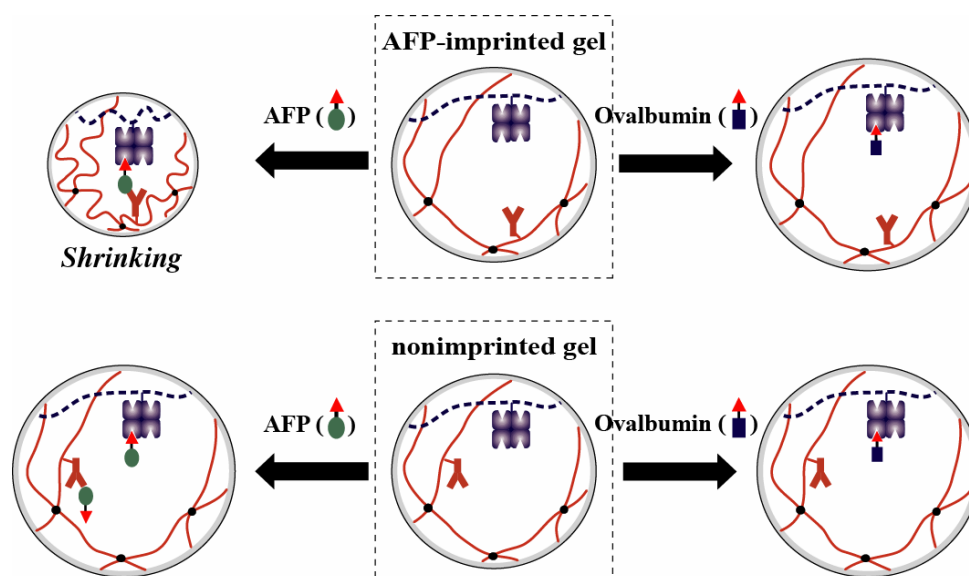 AFP-imprinted gel
AFP ( )
Ovalbumin ( )
Shrinking
nonimprinted gel
AFP ( )
Ovalbumin ( )